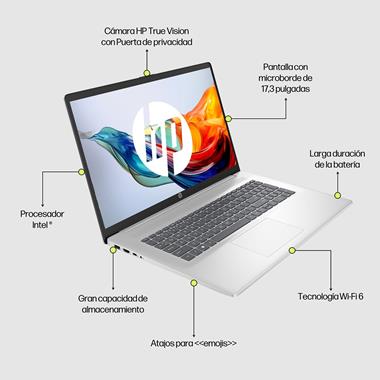 Cámara HP True Vision
con Puerta de privacidad
Pantalla con
microborde de
17,3 pulgadas
hp
Larga duración
de la batería
Procesador
Intel®
Gran capacidad de
almacenamiento
Tecnología Wi-Fi 6
Atajos para <<emojis>>